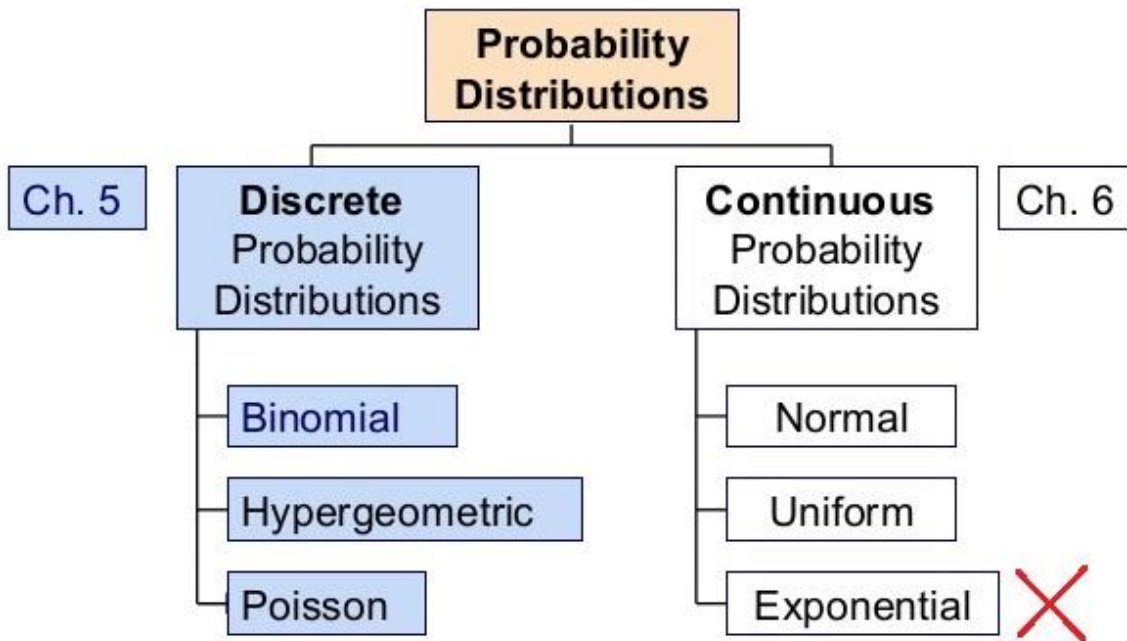 Probability
Distributions
Ch. 5
Discrete
Probability
Distributions
Continuous
Probability
Distributions
Ch. 6
Binomial
Hypergeometric
Poisson
Normal
Uniform
Exponential